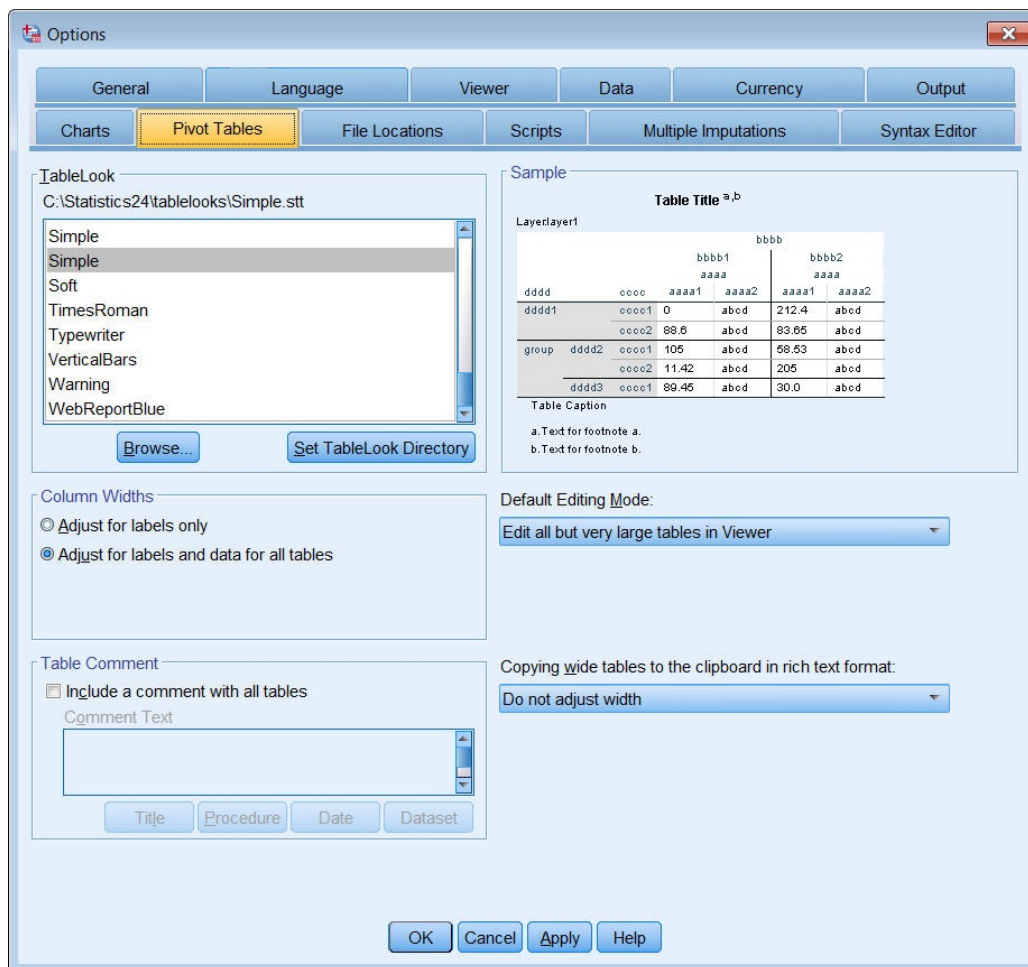 Options
General Language Viewer Data Currency Output
Charts Pivot Tables File Locations Scripts Multiple Imputations Syntax Editor
TableLook
C:\Statistics24\tablelooks\Simple.stt
Simple
Simple
Soft
TimesRoman
Typewriter
VerticalBars
Warning
WebReportBlue
Browse... Set TableLook Directory
Sample
Table Title a,b
Layer:layer1
bbbb
bbbb1 bbbb2
aaaa aaaa
dddd cccc aaaa1 aaaa2 aaaa1 aaaa2
dddd1 cccc1 0 abcd 212.4 abcd
cccc2 88.6 abcd 83.65 abcd
group dddd2 cccc1 105 abcd 58.53 abcd
cccc2 11.42 abcd 205 abcd
dddd3 cccc1 89.45 abcd 30.0 abcd
Table Caption
a.Text for footnote a.
b.Text for footnote b.
Column Widths
Adjust for labels only
Adjust for labels and data for all tables
Default Editing Mode:
Edit all but very large tables in Viewer
Table Comment
Include a comment with all tables
Comment Text
Title Procedure Date Dataset
Copying wide tables to the clipboard in rich text format:
Do not adjust width
OK Cancel Apply Help